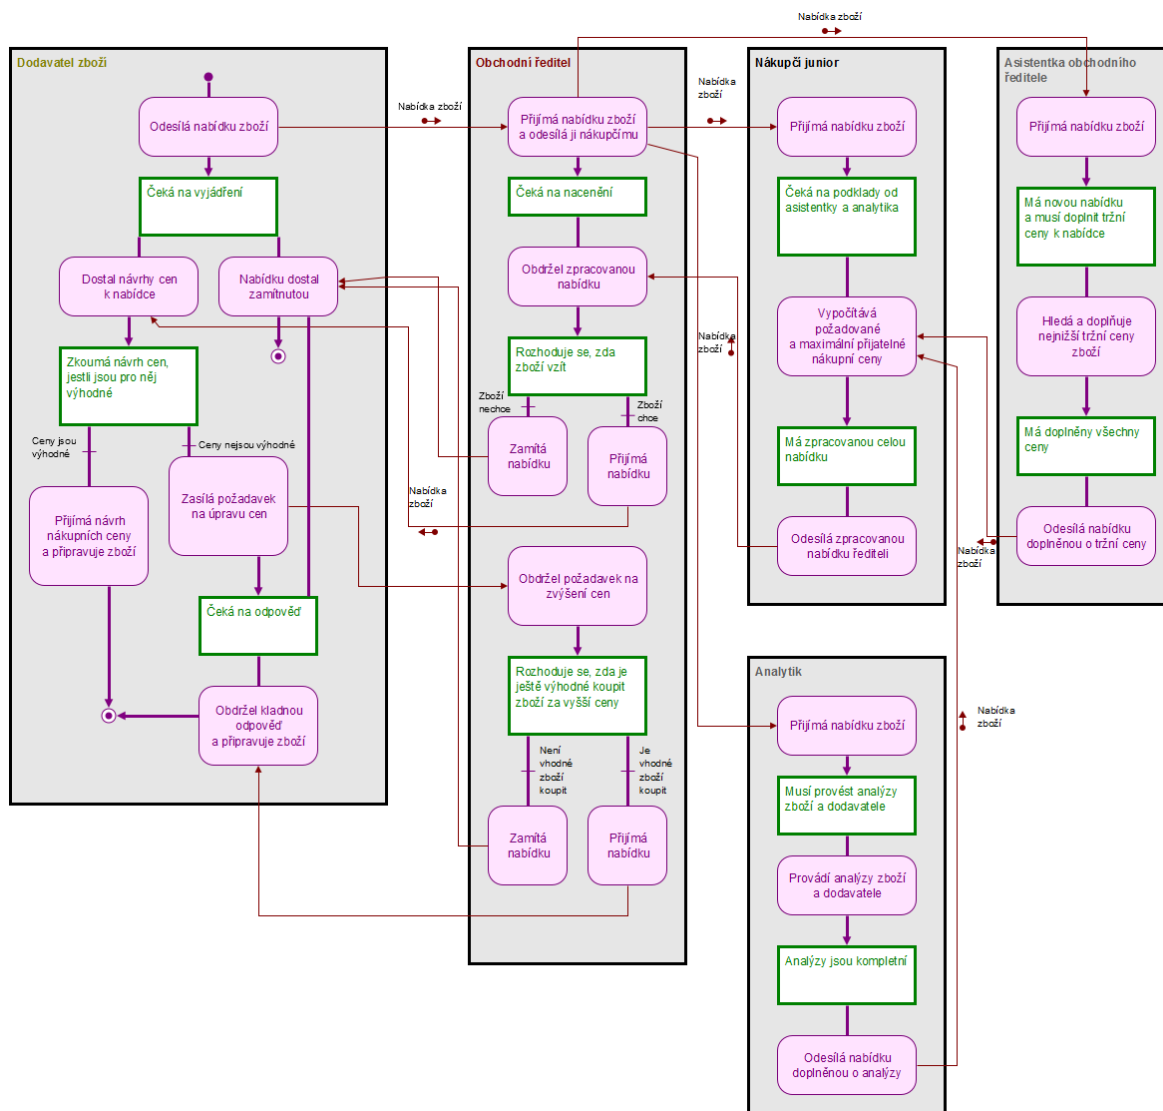 Nabídka zboží
Dodavatel zboží
Odesílá nabídku zboží
Čeká na vyjádření
Dostal návrhy cen
k nabídce
Nabídku dostal
zamítnutou
Zkoumá návrh cen,
jestli jsou pro něj
výhodné
Ceny jsou
výhodné
Ceny nejsou výhodné
Přijímá návrh
nákupních ceny
a připravuje zboží
Zasílá požadavek
na úpravu cen
Čeká na odpověď
Obdržel kladnou
odpověď
a připravuje zboží
Nabídka zboží
Obchodní ředitel
Přijímá nabídku zboží
a odesílá ji nákupčímu
Čeká na nacenění
Obdržel zpracovanou
nabídku
Rozhoduje se, zda
zboží vzít
Zboží
nechce
Zboží
chce
Zamítá
nabídku
Přijímá
nabídku
Nabídka
zboží
Obdržel požadavek na
zvýšení cen
Rozhoduje se, zda je
ještě výhodné koupit
zboží za vyšší ceny
Není
vhodné
zboží
koupit
Je
vhodné
zboží
koupit
Zamítá
nabídku
Přijímá
nabídku
Nabídka
zboží
Nabídka
zboží
Nákupčí junior
Přijímá nabídku zboží
Čeká na podklady od
asistentky a analytika
Vypočítává
požadované
a maximální přijatelné
nákupní ceny
Má zpracovanou celou
nabídku
Odesílá zpracovanou
nabídku řediteli
Asistentka obchodního
ředitele
Přijímá nabídku zboží
Má novou nabídku
a musí doplnit tržní
ceny k nabídce
Hledá a doplňuje
nejnižší tržní ceny
zboží
Má doplněny všechny
ceny
Odesílá nabídku
doplněnou o tržní ceny
Nabídka
zboží
Analytik
Přijímá nabídku zboží
Musí provést analýzy
zboží a dodavatele
Provádí analýzy zboží
a dodavatele
Analýzy jsou kompletní
Odesílá nabídku
doplněnou o analýzy
Nabídka
zboží